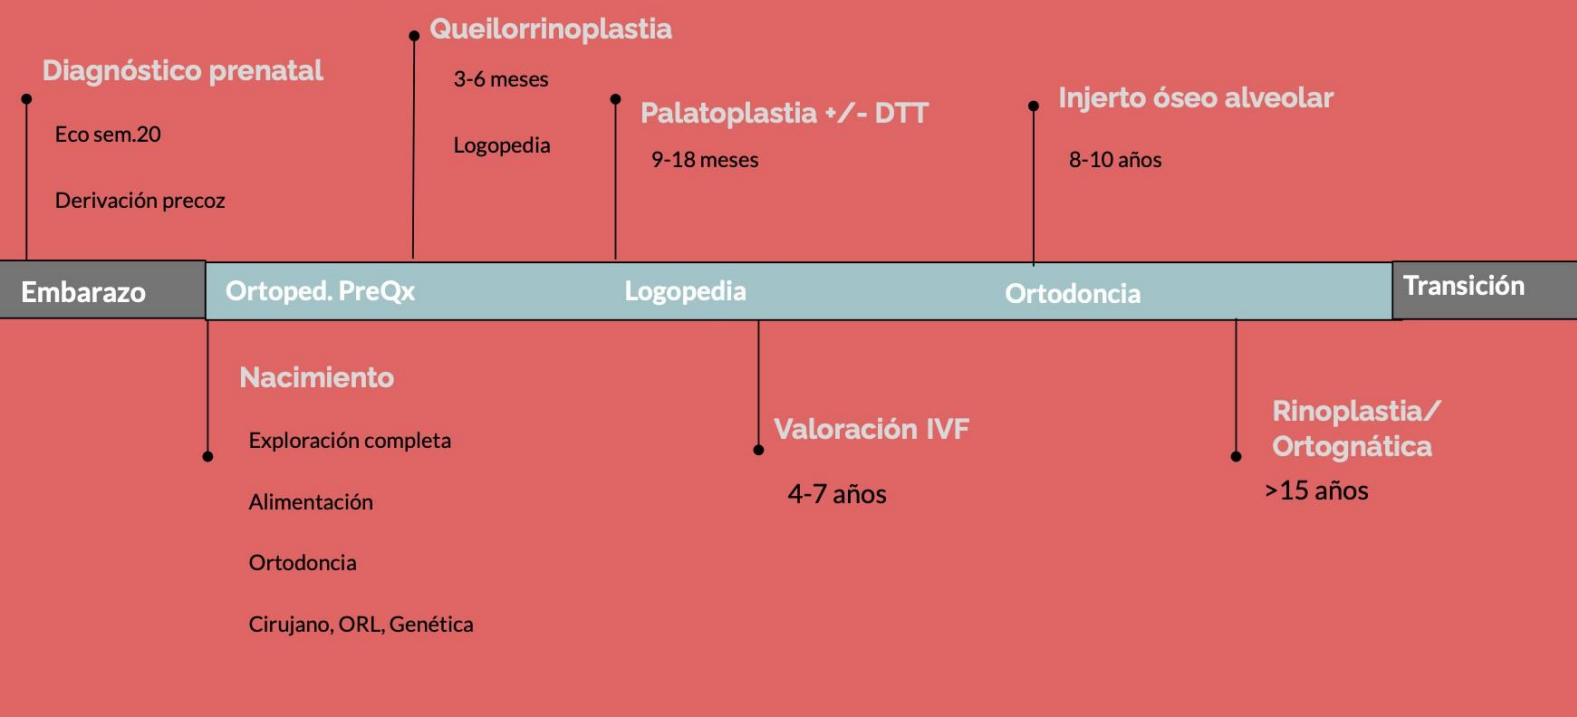 Diagnóstico prenatal
Eco sem.20
Derivación precoz
Queilorrinoplastia
3-6 meses
Logopedia
Palatoplastia +/- DTT
9-18 meses
Injerto óseo alveolar
8-10 años
Embarazo
Ortoped. PreQx
Logopedia
Ortodoncia
Transición
Nacimiento
Exploración completa
Alimentación
Ortodoncia
Cirujano, ORL, Genética
Valoración IVF
4-7 años
Rinoplastia/
Ortognática
>15 años